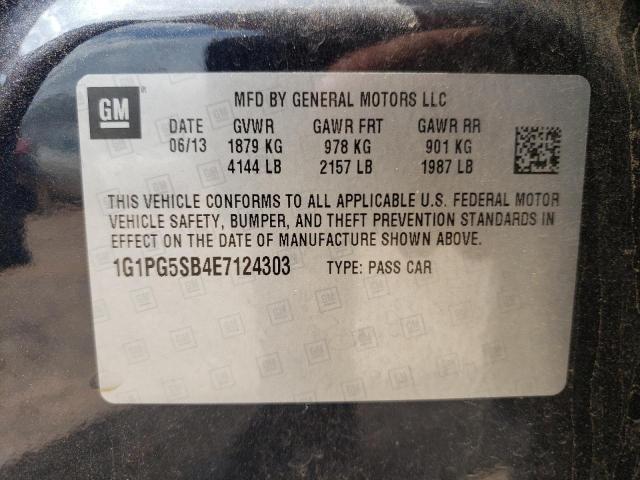 GM
MFD BY GENERAL MOTORS LLC
DATE GVWR GAWR FRT GAWR RR
06/13 1879 KG 978 KG 901 KG
4144 LB 2157 LB 1987 LB
THIS VEHICLE CONFORMS TO ALL APPLICABLE U.S. FEDERAL MOTOR
VEHICLE SAFETY, BUMPER, AND THEFT PREVENTION STANDARDS IN
EFFECT ON THE DATE OF MANUFACTURE SHOWN ABOVE.
1G1PG5SB4E7124303 TYPE: PASS CAR